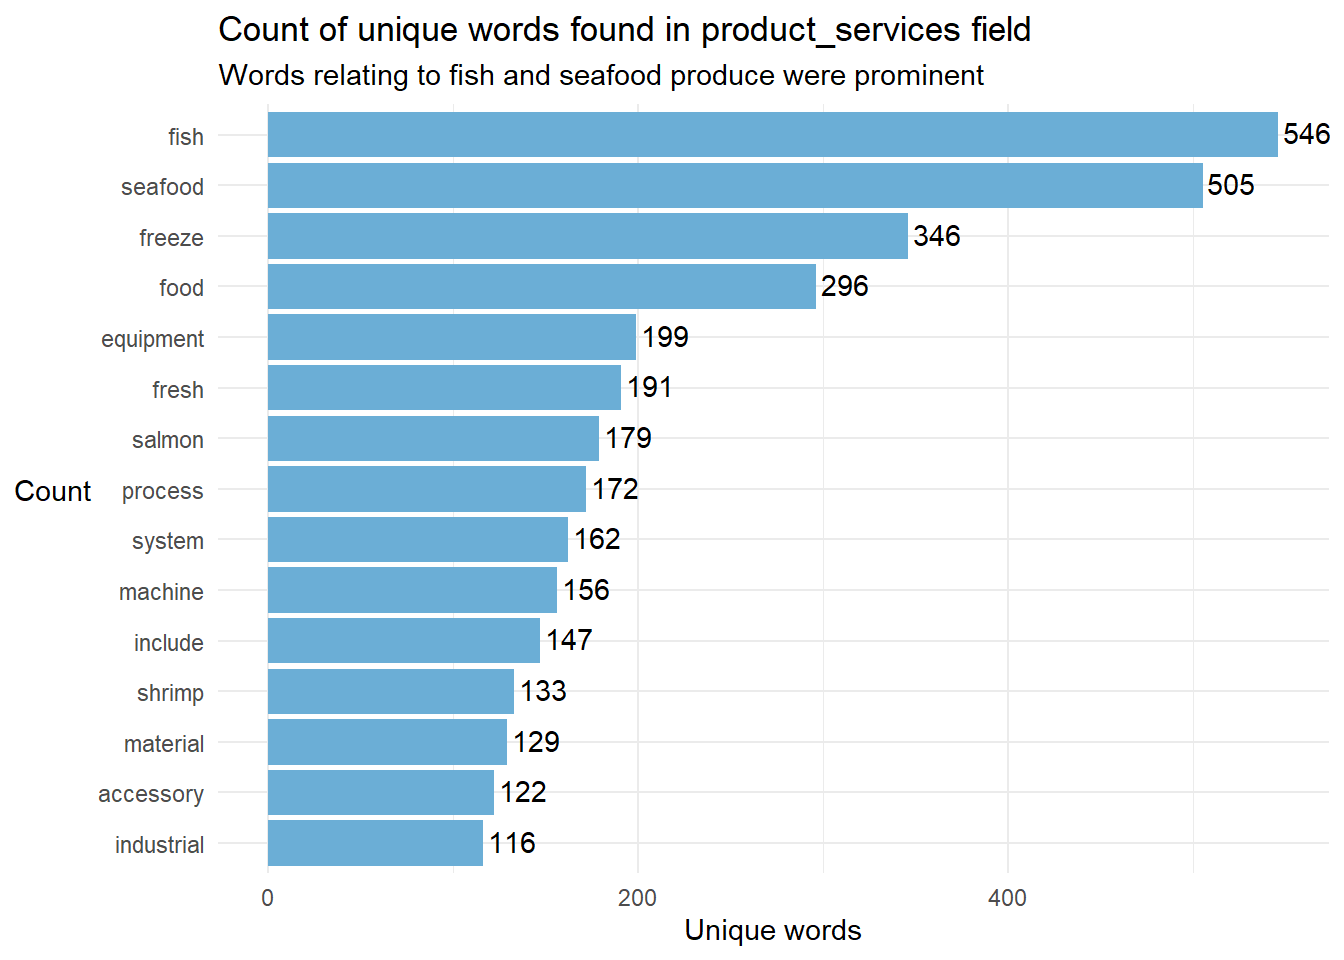 Count of unique words found in product_services field
Words relating to fish and seafood produce were prominent
fish 546
seafood 505
freeze 346
food 296
equipment 199
fresh 191
salmon 179
Count
process 172
system 162
machine 156
include 147
shrimp 133
material 129
accessory 122
industrial 116
0 200 400
Unique words